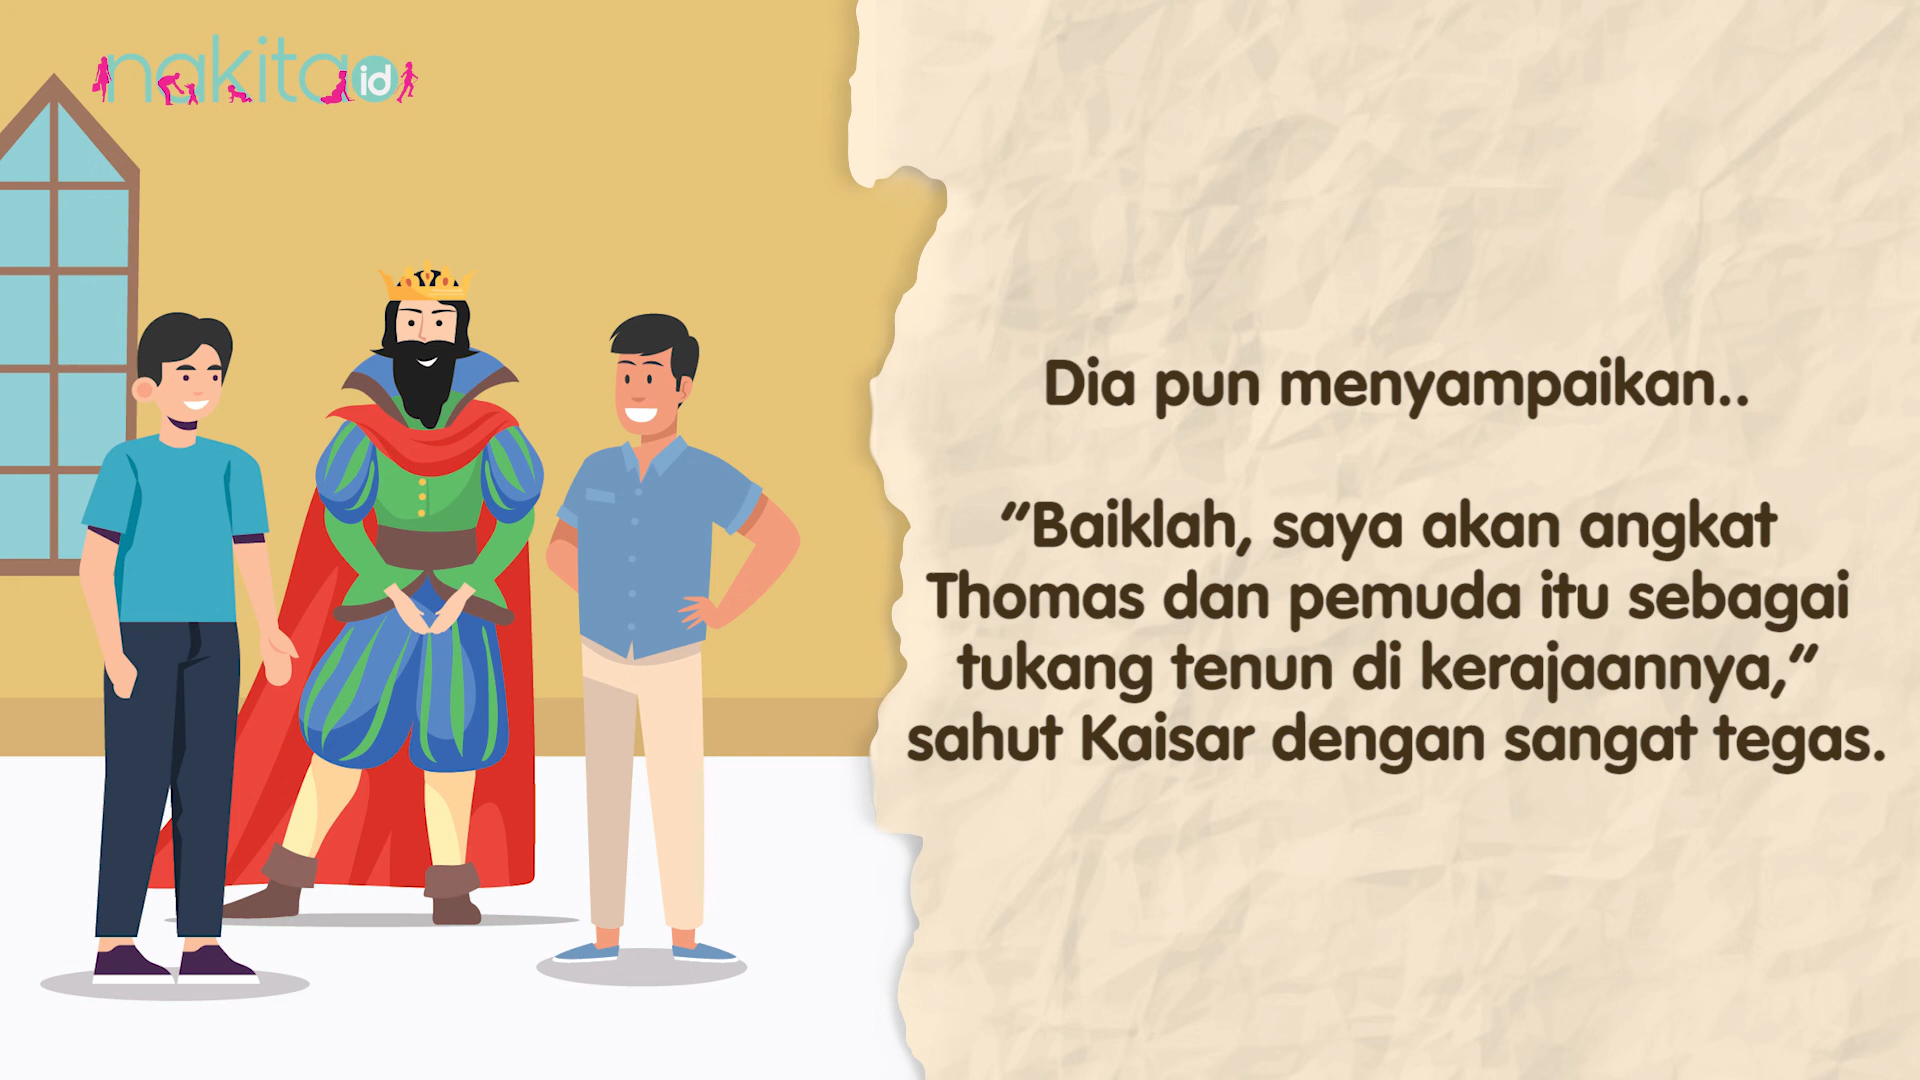 nakita id
Dia pun menyampaikan..
“Baiklah, saya akan angkat
Thomas dan pemuda itu sebagai
tukang tenun di kerajaannya,”
sahut Kaisar dengan sangat tegas.